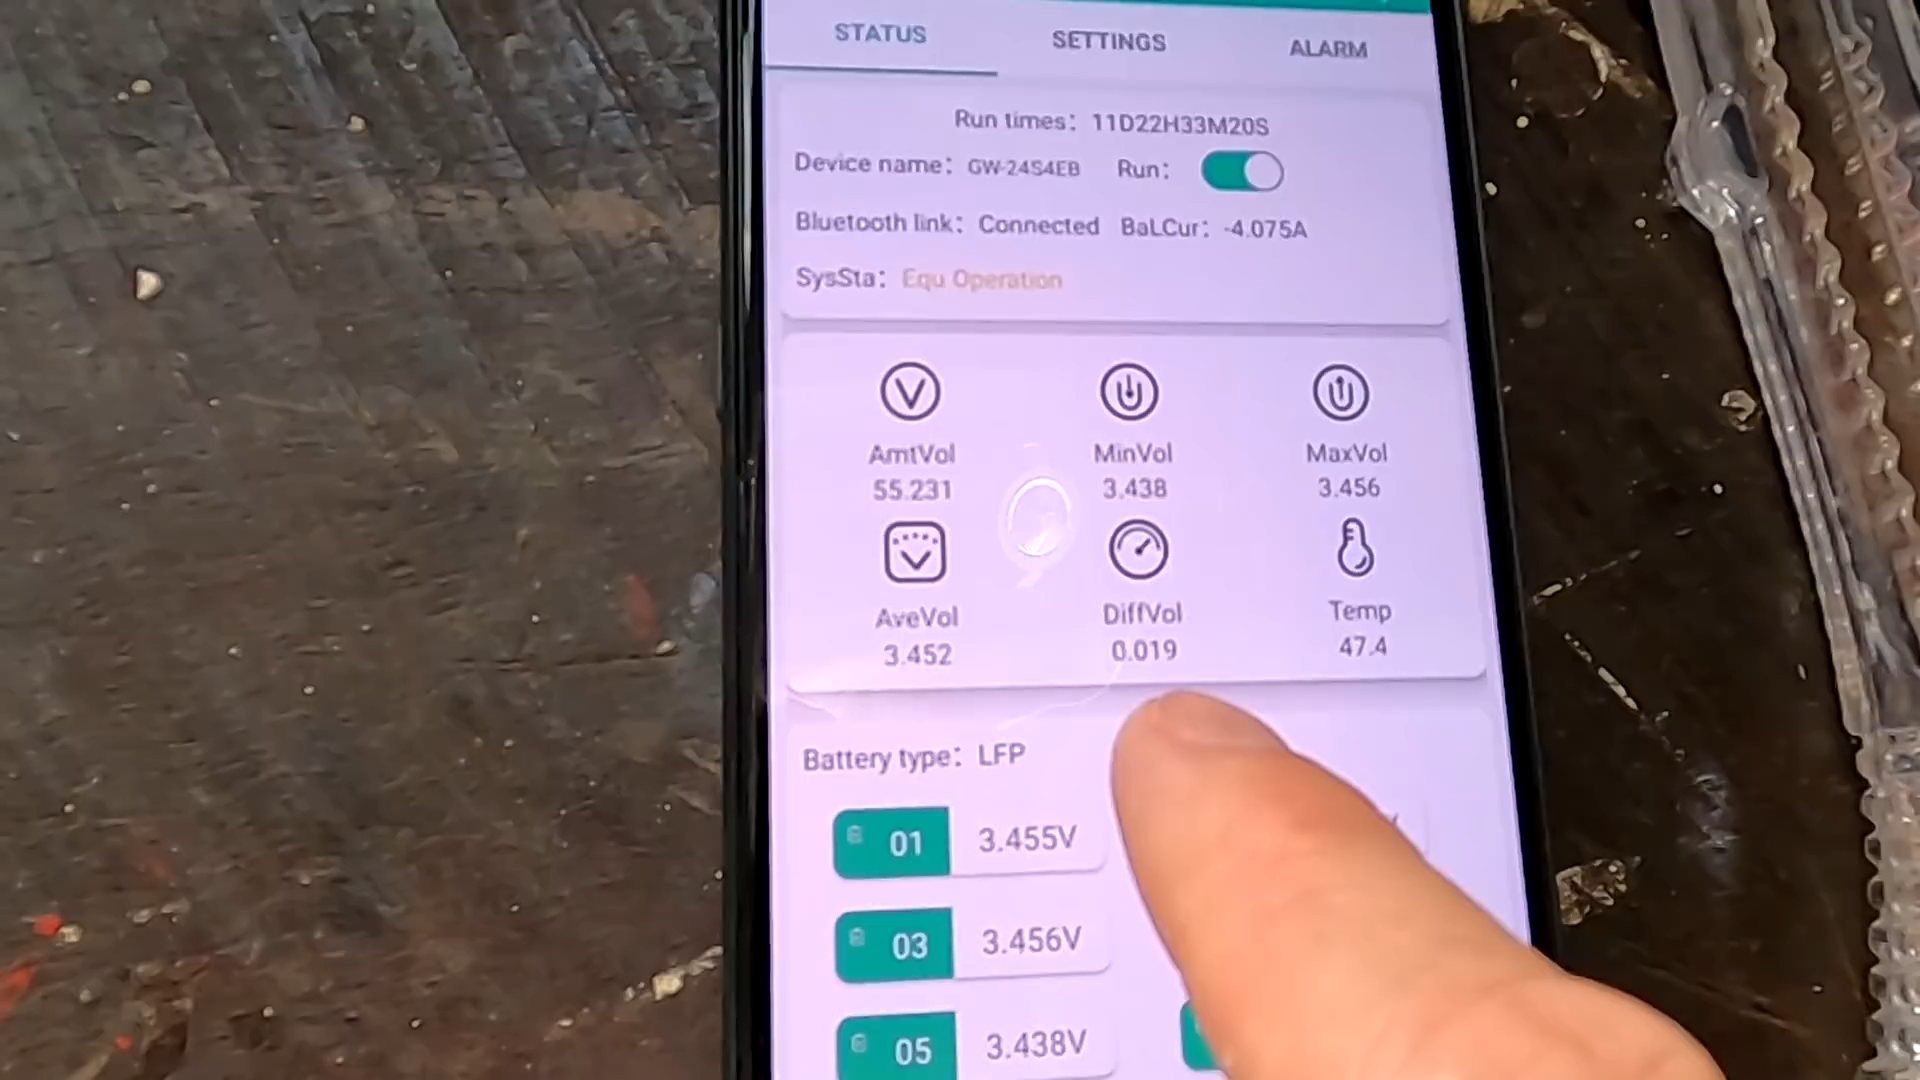 STATUS SETTINGS ALARM
Run times: 11D22H33M20S
Device name: GW-24S4EB Run:
Bluetooth link: Connected BaLCur: -4.075A
SysSta: Equ Operation
AmtVol MinVol MaxVol
55.231 3.438 3.456
AveVol DiffVol Temp
3.452 0.019 47.4
Battery type: LFP
01 3.455V
03 3.456V
05 3.438V